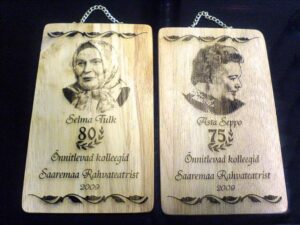 Selma Tulk
80
Õnnitlevad kolleegid
Saaremaa Rahvateatrist
2009
Asta Seppo
75
Õnnitlevad kolleegid
Saaremaa Rahvateatrist
2009